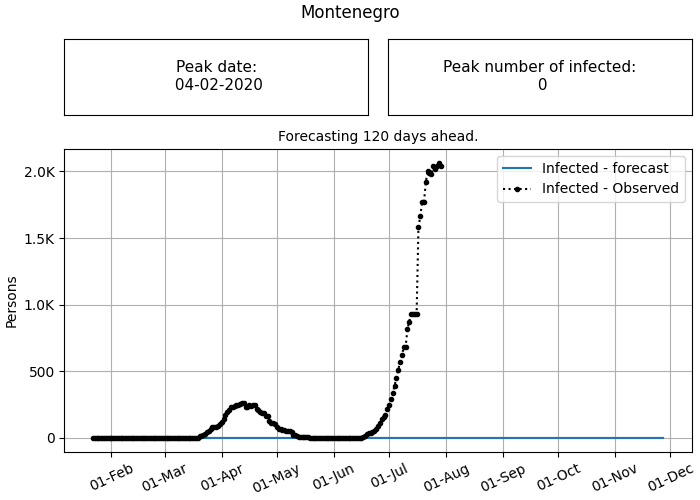 Montenegro
Peak date:
04-02-2020
Peak number of infected:
0
Forecasting 120 days ahead.
Infected - forecast
Infected - Observed
Persons
2.0K
1.5K
1.0K
500
0
01-Feb
01-Mar
01-Apr
01-May
01-Jun
01-Jul
01-Aug
01-Sep
01-Oct
01-Nov
01-Dec